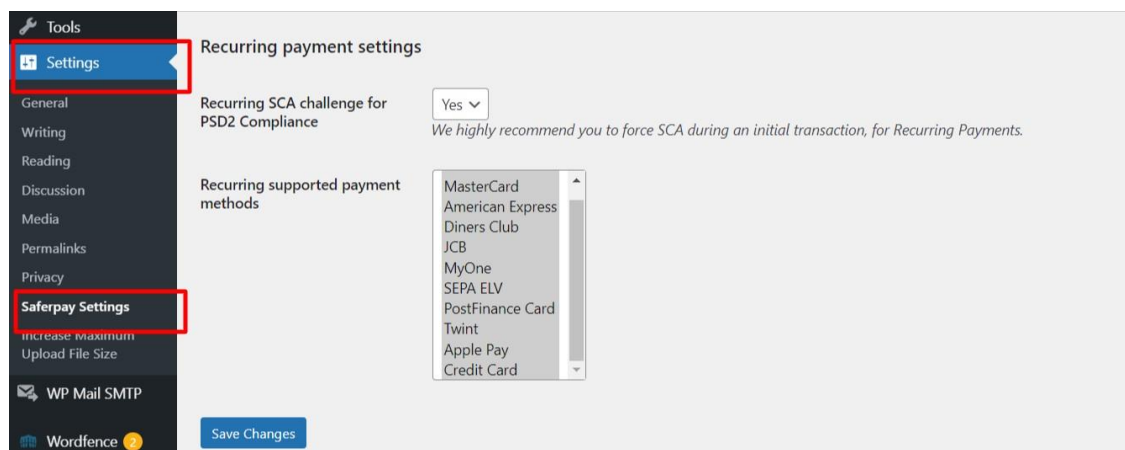 Tools
Settings
General
Writing
Reading
Discussion
Media
Permalinks
Privacy
Saferpay Settings
Increase Maximum
Upload File Size
WP Mail SMTP
Wordfence 2
Recurring payment settings
Recurring SCA challenge for
PSD2 Compliance
Yes
We highly recommend you to force SCA during an initial transaction, for Recurring Payments.
Recurring supported payment
methods
MasterCard
American Express
Diners Club
JCB
MyOne
SEPA ELV
PostFinance Card
Twint
Apple Pay
Credit Card
Save Changes